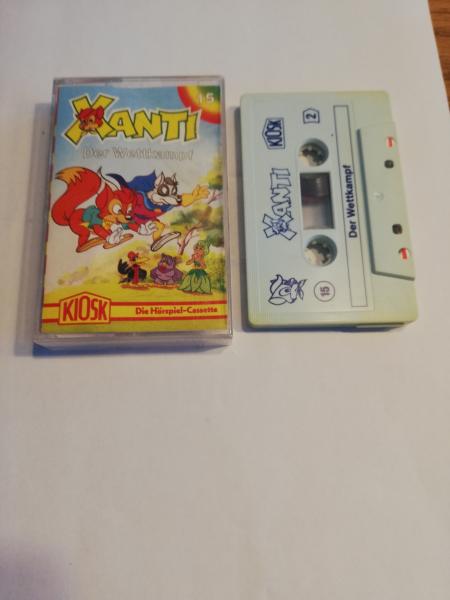 XANTI
15
Der Wettkampf
KIOSK
Die Hörspiel-Cassette
XANTI
KIOSK
2
15
Der Wettkampf